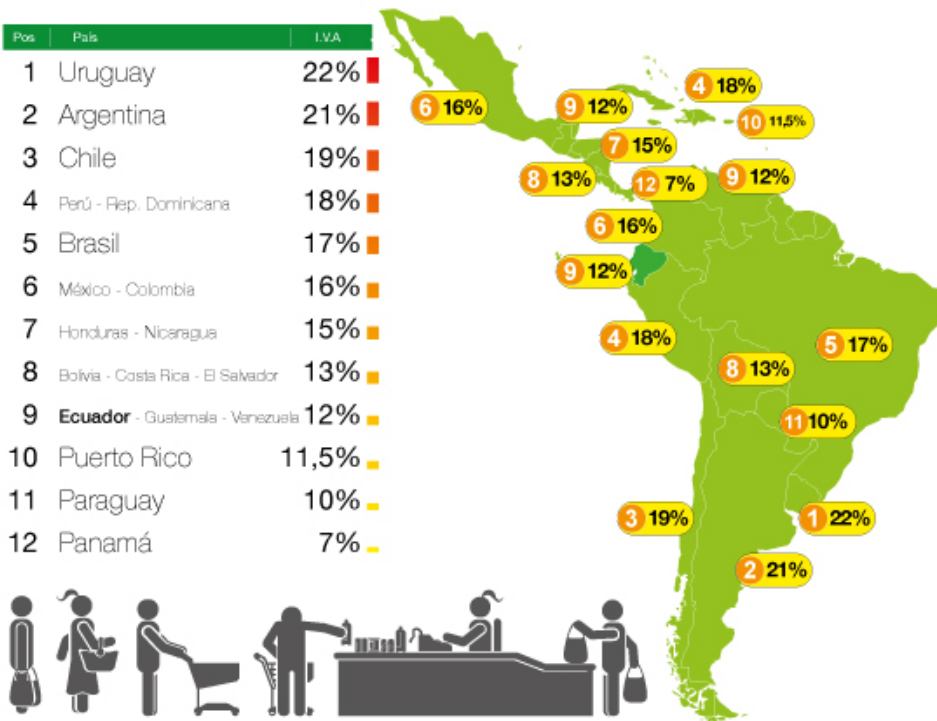 Pos País I.V.A
1 Uruguay 22%
2 Argentina 21%
3 Chile 19%
4 Perú - Rep. Dominicana 18%
5 Brasil 17%
6 México - Colombia 16%
7 Honduras - Nicaragua 15%
8 Bolivia - Costa Rica - El Salvador 13%
9 Ecuador - Guatemala - Venezuela 12%
10 Puerto Rico 11,5%
11 Paraguay 10%
12 Panamá 7%
4 18%
6 16%
9 12%
10 11,5%
7 15%
8 13%
12 7%
9 12%
6 16%
9 12%
4 18%
5 17%
8 13%
11 10%
3 19%
1 22%
2 21%